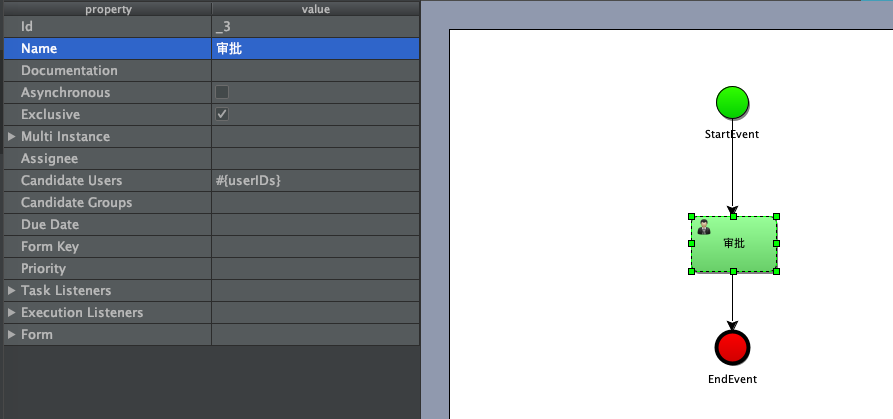 property value
Id _3
Name 审批
Documentation
Asynchronous
Exclusive
Multi Instance
Assignee
Candidate Users #{userIDs}
Candidate Groups
Due Date
Form Key
Priority
Task Listeners
Execution Listeners
Form
StartEvent
审批
EndEvent